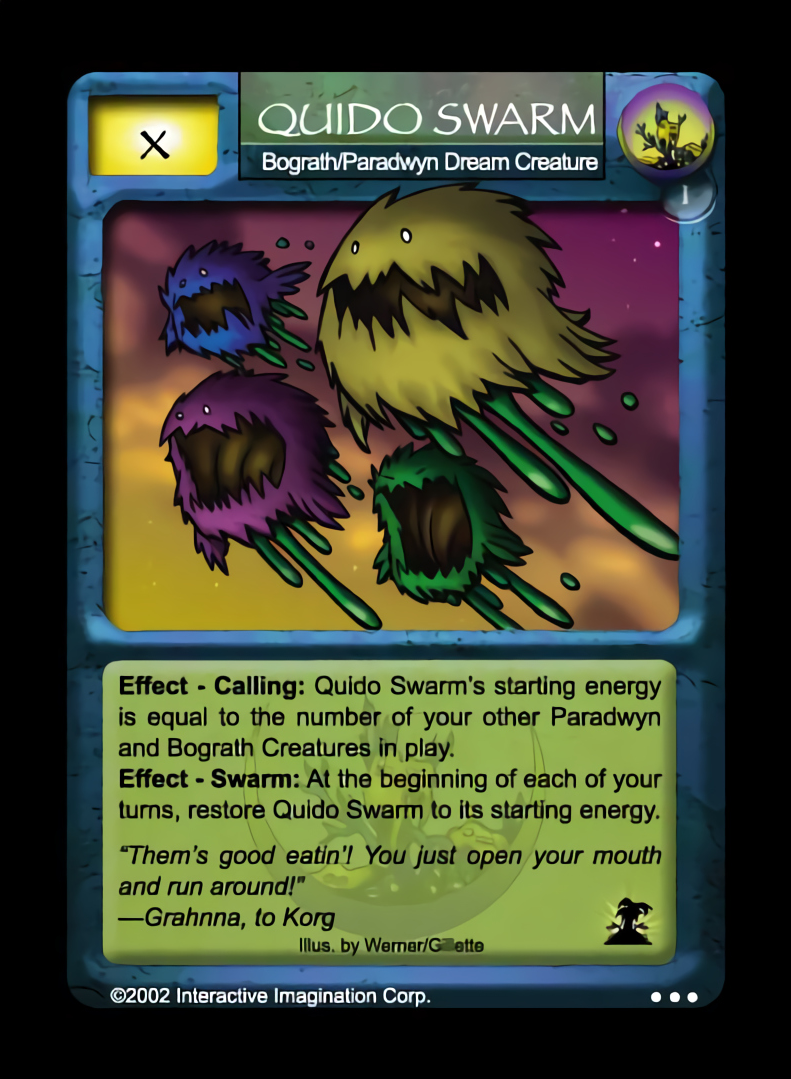 X
QUIDO SWARM
Bograth/Paradwyn Dream Creature
1
Effect - Calling: Quido Swarm's starting energy
is equal to the number of your other Paradwyn
and Bograth Creatures in play.
Effect - Swarm: At the beginning of each of your
turns, restore Quido Swarm to its starting energy.
“Them's good eatin'! You just open your mouth
and run around!”
—Grahnna, to Korg
Illus. by
©2002 Interactive Imagination Corp.